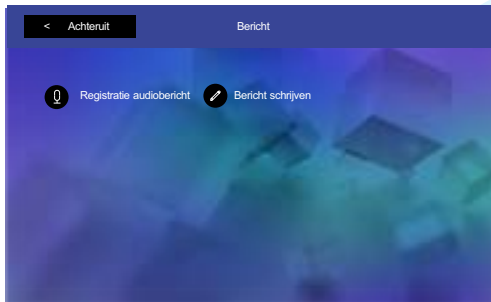 < Achteruit
Bericht
Registratie audiobericht
Bericht schrijven